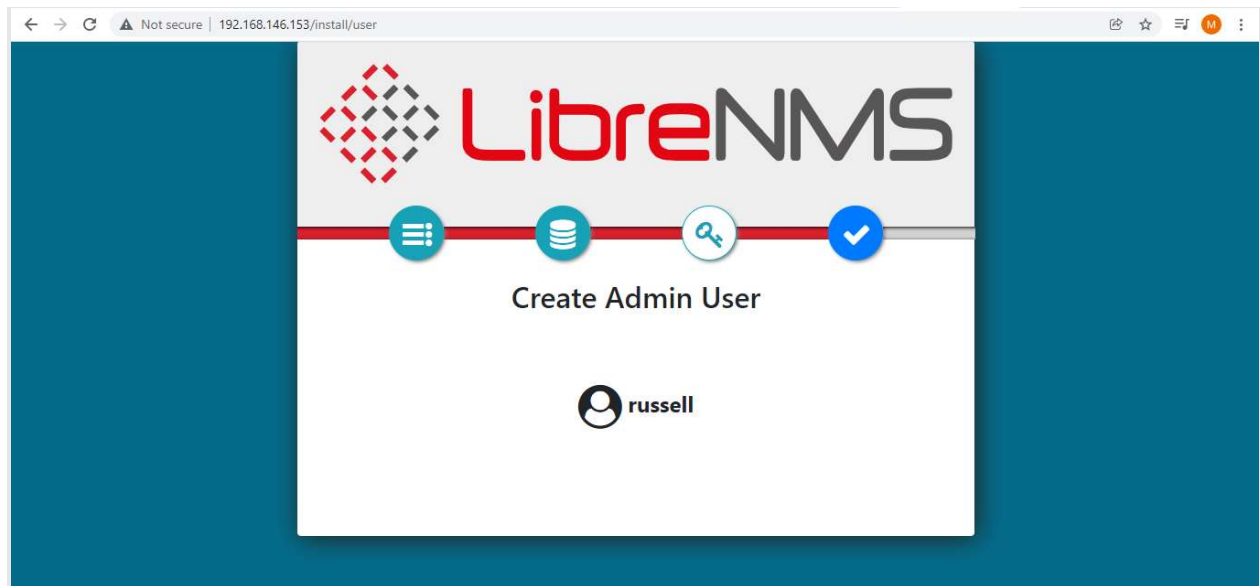 Not secure | 192.168.146.153/install/user
M
LibreNMS
Create Admin User
russell